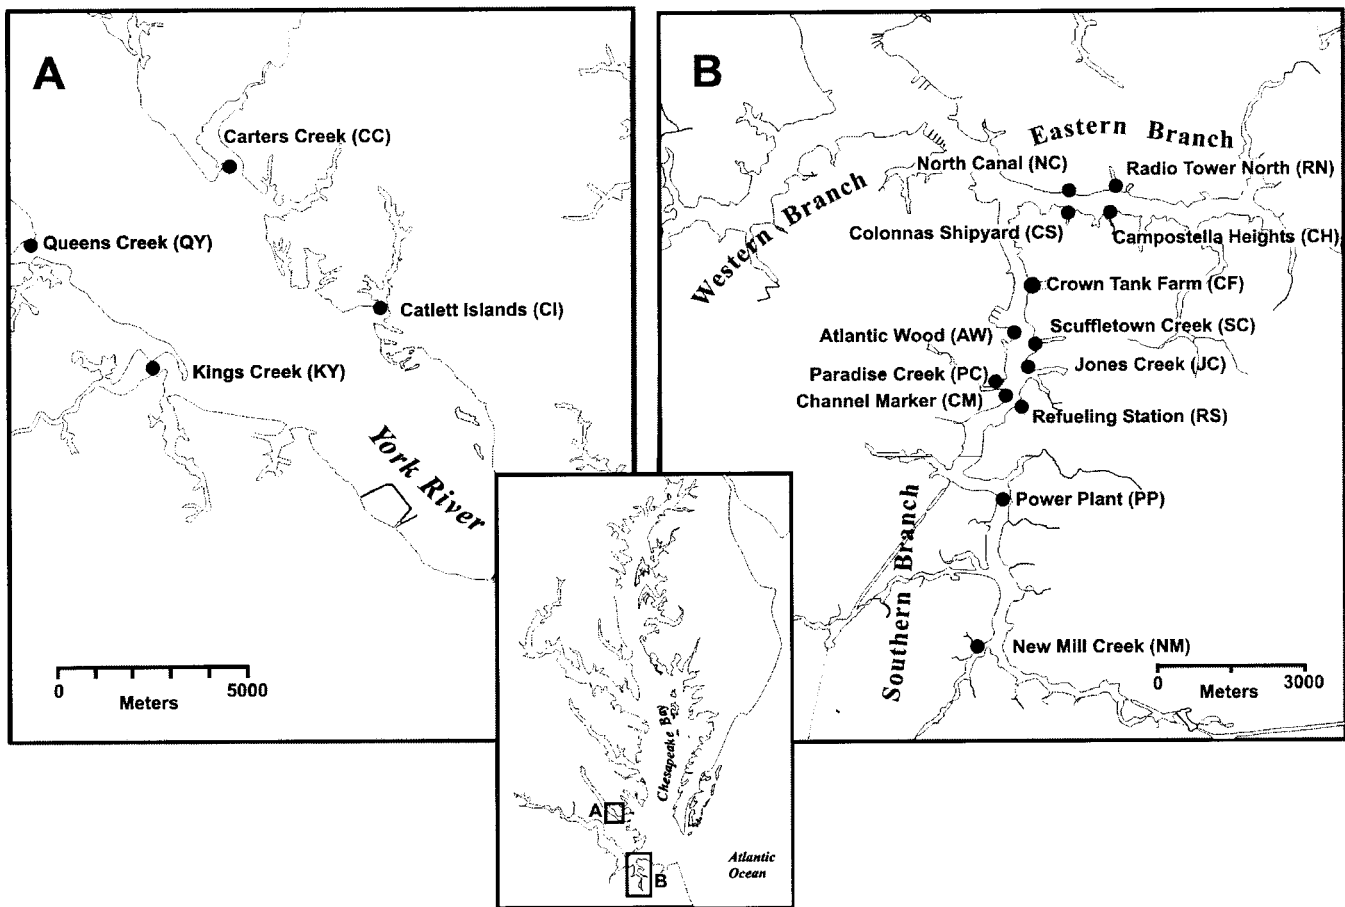 A
Carters Creek (CC)
Queens Creek (QY)
Catlett Islands (CI)
Kings Creek (KY)
York River
0 5000
Meters
B
Eastern Branch
North Canal (NC)
Radio Tower North (RN)
Western Branch
Colonnas Shipyard (CS)
Campostella Heights (CH)
Crown Tank Farm (CF)
Atlantic Wood (AW)
Scuffletown Creek (SC)
Paradise Creek (PC)
Jones Creek (JC)
Channel Marker (CM)
Refueling Station (RS)
Power Plant (PP)
Southern Branch
New Mill Creek (NM)
0 3000
Meters
Chesapeake Bay
A
B
Atlantic
Ocean